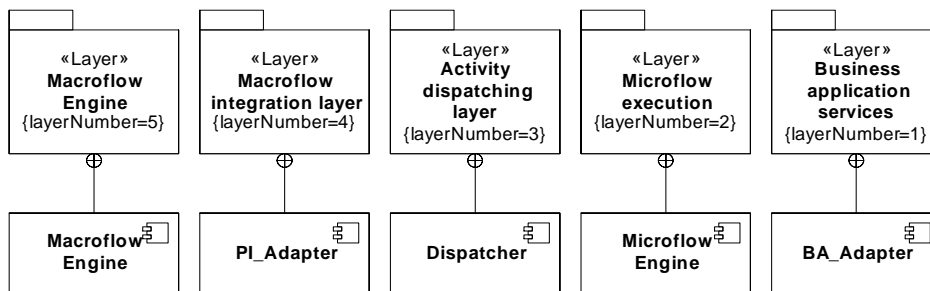 «Layer»
Macroflow
Engine
{layerNumber=5}
«Layer»
Macroflow
integration layer
{layerNumber=4}
«Layer»
Activity
dispatching
layer
{layerNumber=3}
«Layer»
Microflow
execution
{layerNumber=2}
«Layer»
Business
application
services
{layerNumber=1}
Macroflow
Engine
PI_Adapter
Dispatcher
Microflow
Engine
BA_Adapter